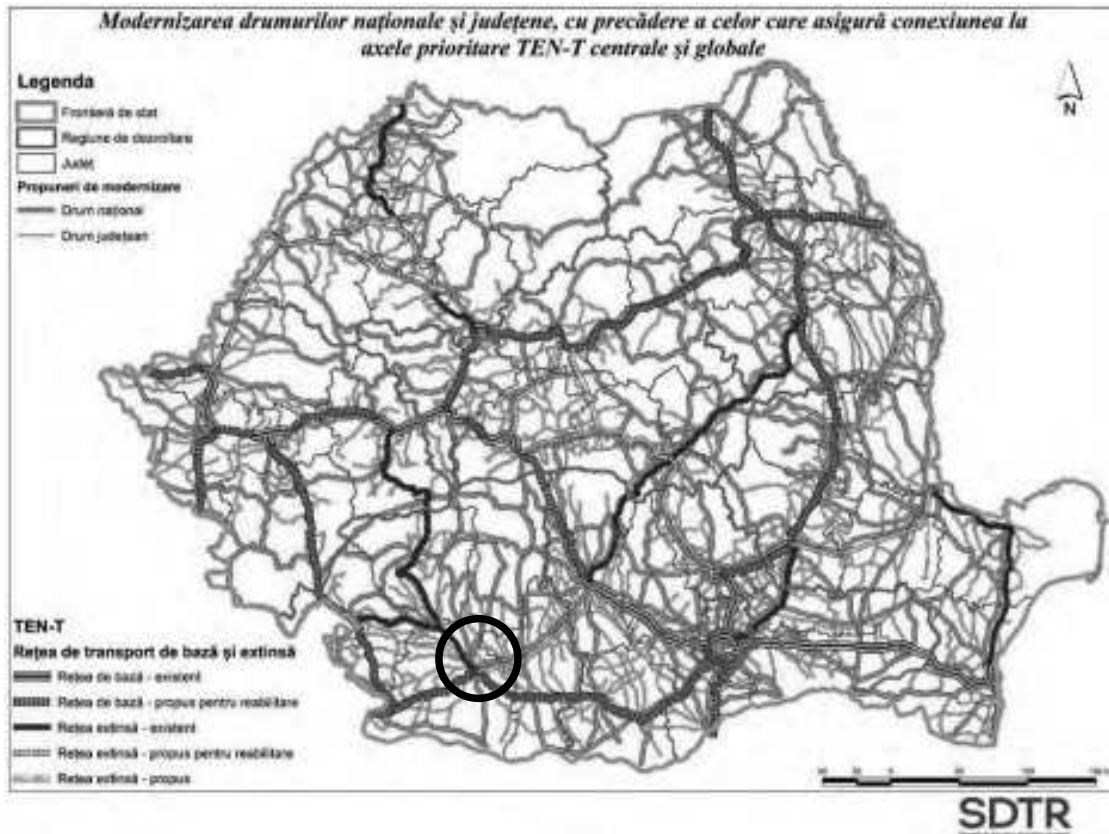 Modernizarea drumurilor naționale și județene, cu precădere a celor care asigură conexiunea la
axele prioritare TEN-T centrale și globale
Legenda
N
Frontieră de stat
Regiune de dezvoltare
Județ
Propuneri de modernizare
Drum național
Drum județean
TEN-T
Rețea de transport de bază și extinsă
Rețea de bază - existent
Rețea de bază - propus pentru reabilitare
Rețea extinsă - existent
Rețea extinsă - propus pentru reabilitare
Rețea extinsă - propus
SDTR